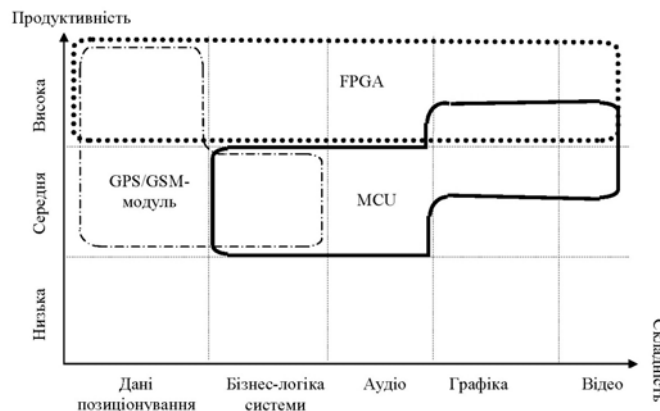 Продуктивність
Висока
FPGA
Середня
GPS/GSM-
модуль
MCU
Низька
Складність
Дані
позиціонування
Бізнес-логіка
системи
Аудіо
Графіка
Відео